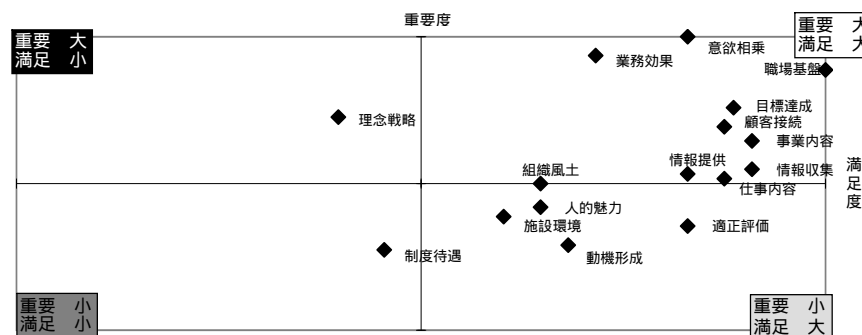 重要度
重要 大
満足 小
重要 大
満足 大
意欲相乗
業務効果
職場基盤
目標達成
理念戦略
顧客接続
事業内容
情報提供
情報収集
組織風土
仕事内容
満足度
人的魅力
施設環境
適正評価
制度待遇
動機形成
重要 小
満足 小
重要 小
満足 大